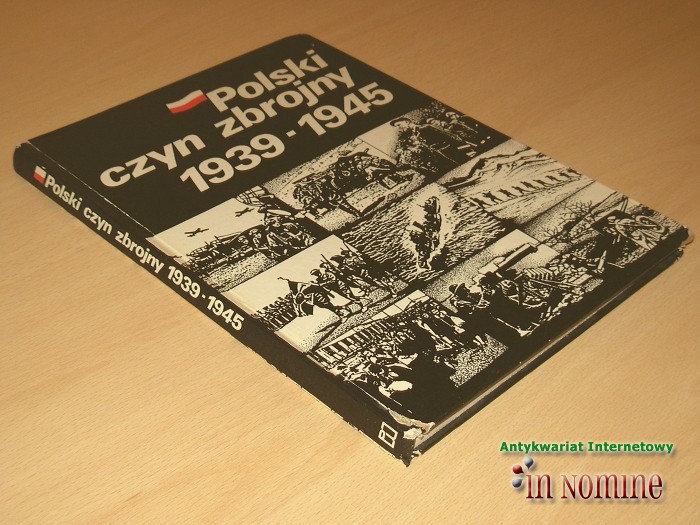 Polski
czyn zbrojny
1939·1945
Polski czyn zbrojny 1939·1945
Antykwariat Internetowy
in nomine